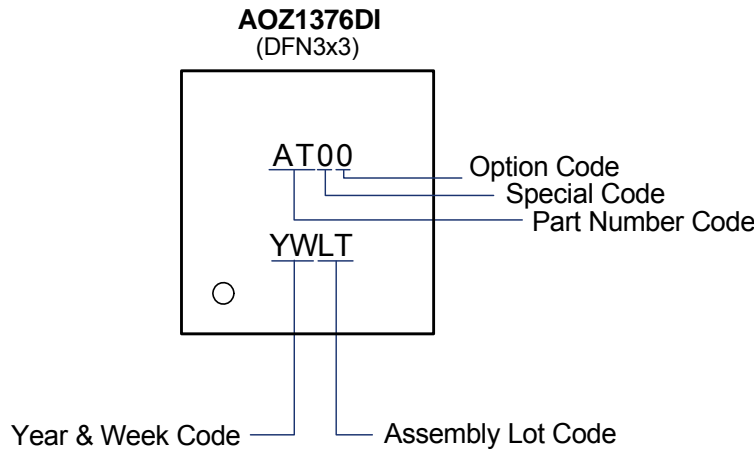 AOZ1376DI
(DFN3x3)
AT00
Option Code
Special Code
Part Number Code
YWLT
Year & Week Code
Assembly Lot Code